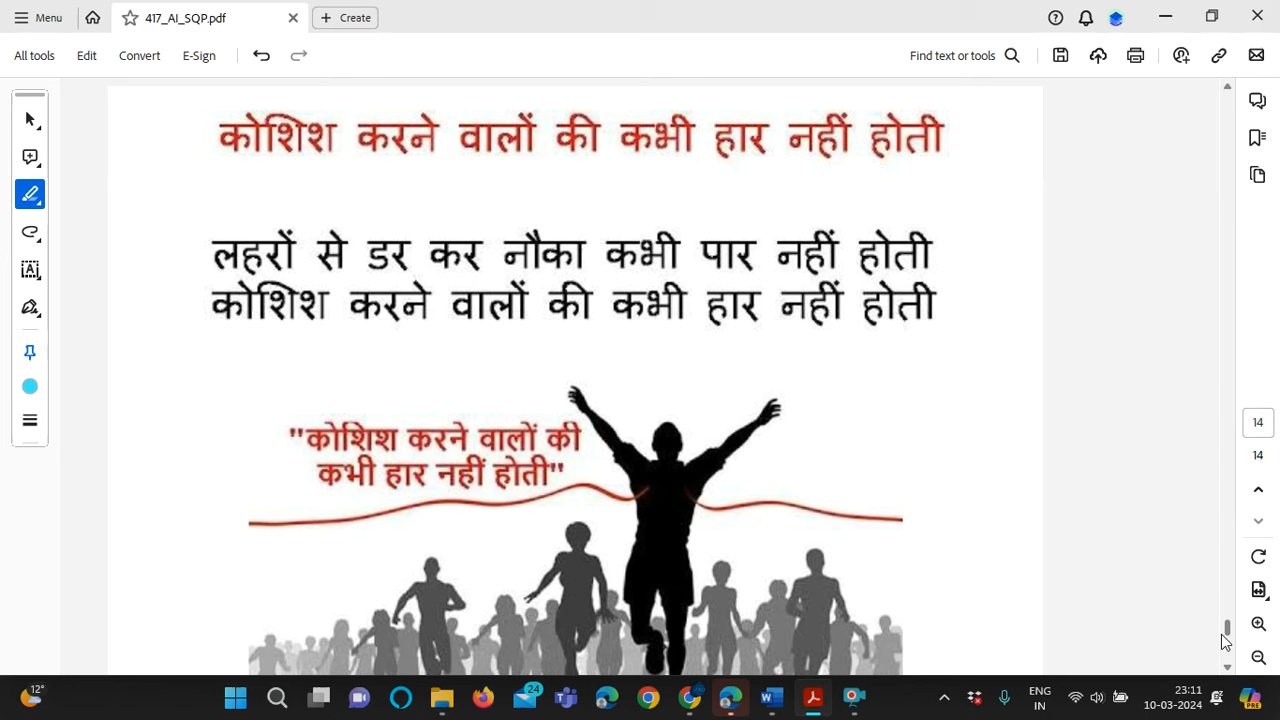 Menu
417_AI_SQP.pdf
Create
All tools
Edit
Convert
E-Sign
Find text or tools
कोशिश करने वालों की कभी हार नहीं होती
लहरों से डर कर नौका कभी पार नहीं होती
कोशिश करने वालों की कभी हार नहीं होती
"कोशिश करने वालों की
कभी हार नहीं होती"
14
14
12°
24
ENG
IN
23:11
10-03-2024
PRE